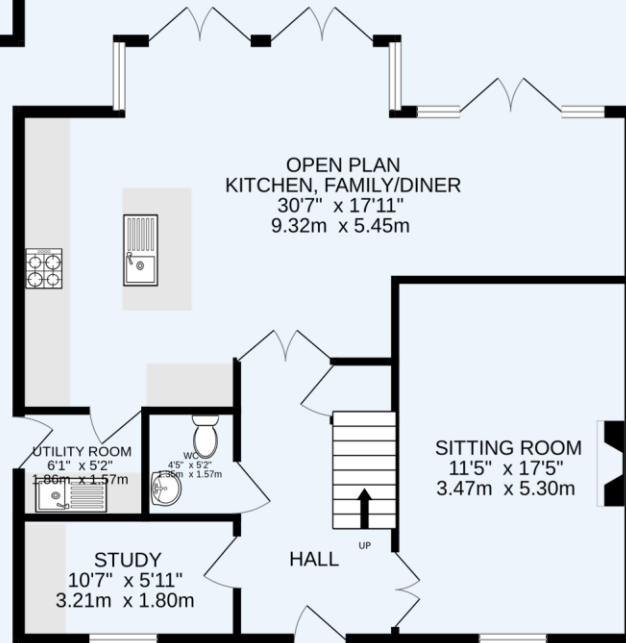 OPEN PLAN
KITCHEN, FAMILY/DINER
30'7" x 17'11"
9.32m x 5.45m
UTILITY ROOM
6'1" x 5'2"
1.86m x 1.57m
WC
4'5" x 5'2"
1.35m x 1.57m
SITTING ROOM
11'5" x 17'5"
3.47m x 5.30m
UP
HALL
STUDY
10'7" x 5'11"
3.21m x 1.80m